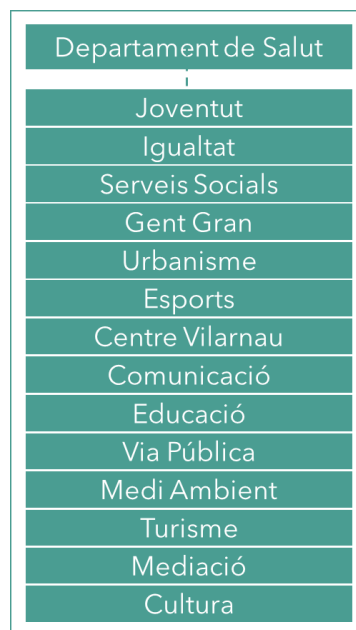 Departament de Salut
Joventut
Igualtat
Serveis Socials
Gent Gran
Urbanisme
Esports
Centre Vilarnau
Comunicació
Educació
Via Pública
Medi Ambient
Turisme
Mediació
Cultura